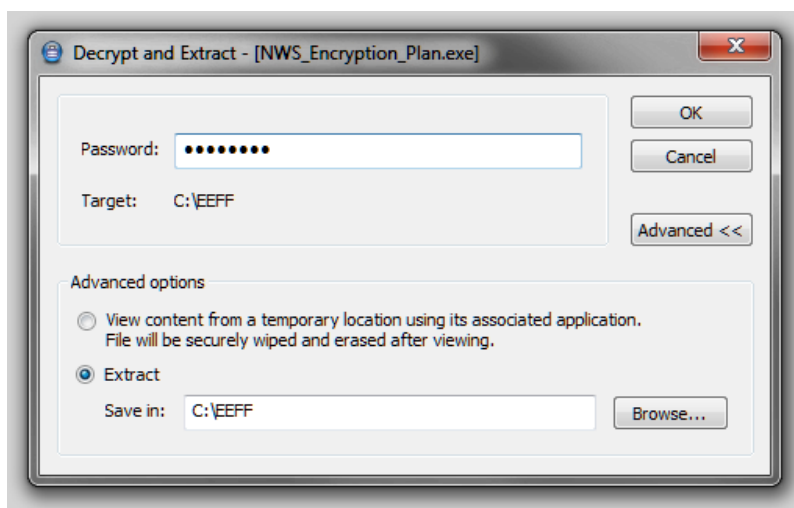 Decrypt and Extract - [NWS_Encryption_Plan.exe]
OK
Password: ••••••••
Cancel
Target: C:\EEFF
Advanced <<
Advanced options
View content from a temporary location using its associated application.
File will be securely wiped and erased after viewing.
Extract
Save in: C:\EEFF
Browse...